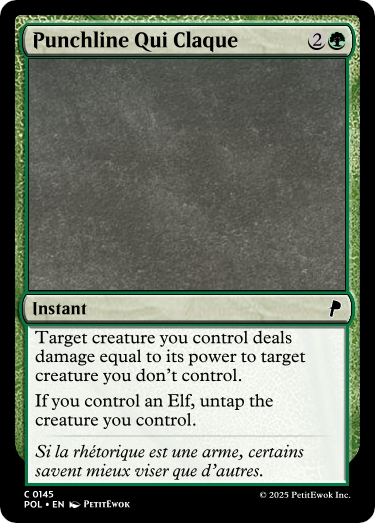 Punchline Qui Claque 2
Instant
Target creature you control deals
damage equal to its power to target
creature you don't control.
If you control an Elf, untap the
creature you control.
Si la rhétorique est une arme, certains
savent mieux viser que d'autres.
C 0145
POL • EN PetitEwok
© 2025 PetitEwok Inc.